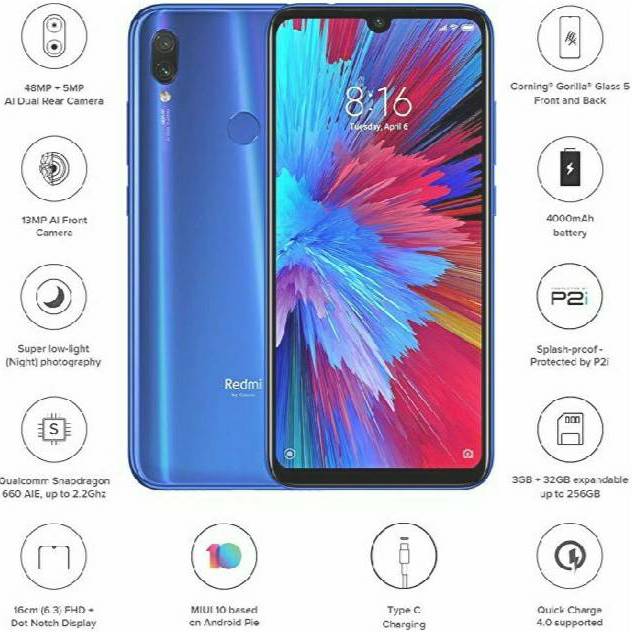 48MP + 5MP
AI Dual Rear Camera
13MP AI Front
Camera
Super low-light
(Night) photography
Qualcomm Snapdragon
660 AIE, up to 2.2Ghz
16cm (6.3) FHD +
Dot Notch Display
8:16
Tuesday, April 6
Redmi
by Xiaomi
MIUI 10 based
on Android Pie
Type C
Charging
Corning® Gorilla® Glass 5
Front and Back
4000mAh
battery
P2i
Splash-proof -
Protected by P2i
3GB + 32GB expandable
up to 256GB
Quick Charge
4.0 supported
S
10